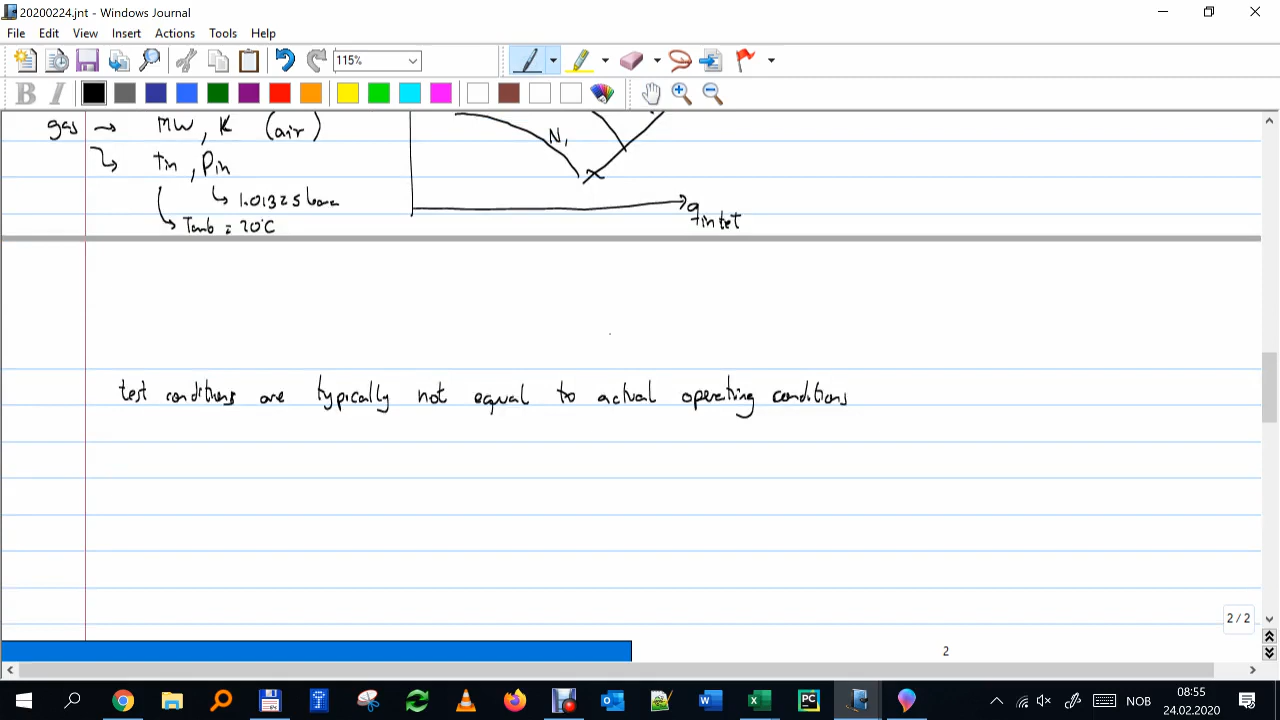 20200224.jnt - Windows Journal
File Edit View Insert Actions Tools Help
115%
B I
gas → MW, K (air)
Tin, Pin
N1
1.01325 bara
Tamb = 20°C
q in tot
test conditions are typically not equal to actual operating conditions
2 / 2
2
NOB
08:55
24.02.2020